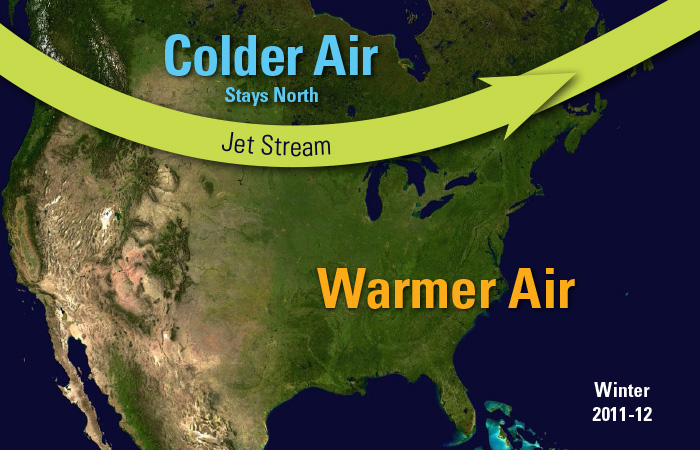 Colder Air
Stays North
Jet Stream
Warmer Air
Winter
2011-12